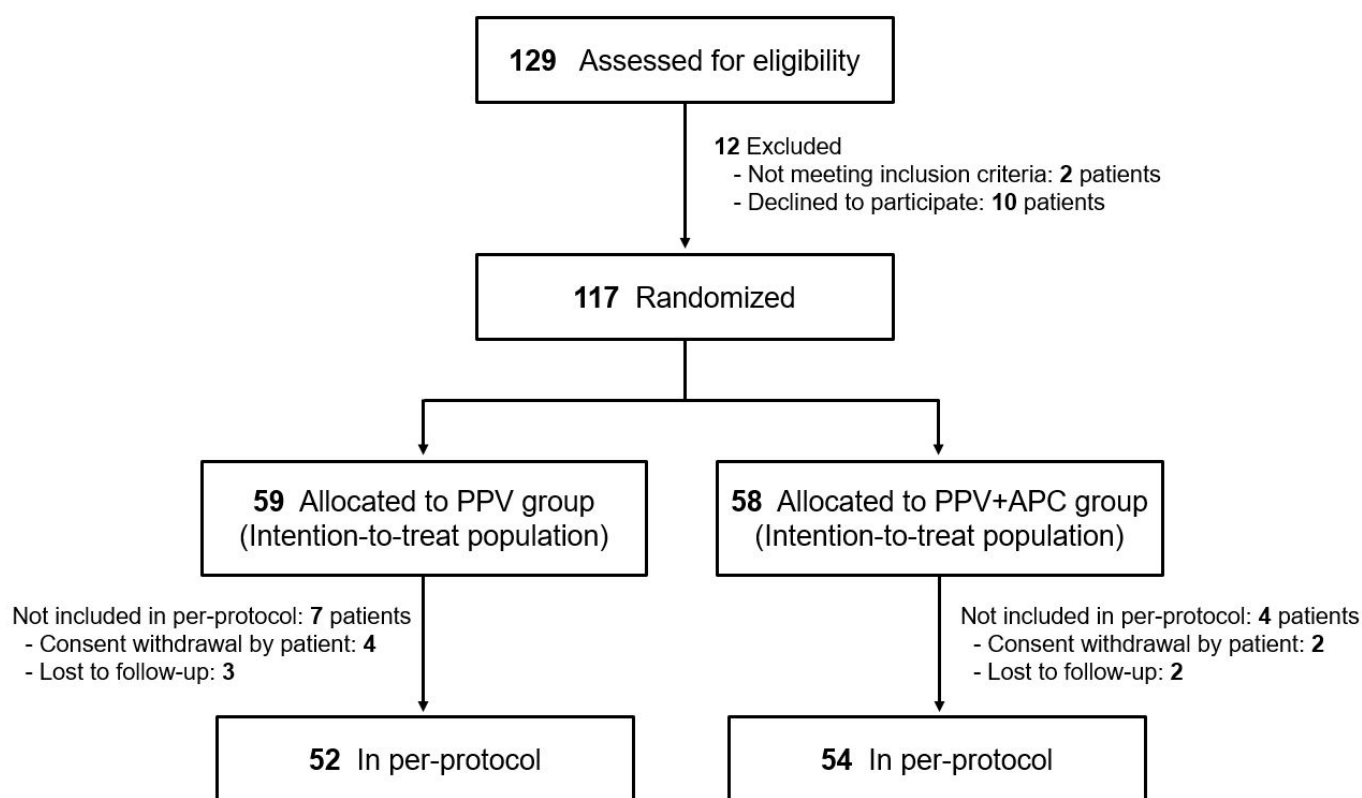 129 Assessed for eligibility
12 Excluded
- Not meeting inclusion criteria: 2 patients
- Declined to participate: 10 patients
117 Randomized
59 Allocated to PPV group
(Intention-to-treat population)
58 Allocated to PPV+APC group
(Intention-to-treat population)
Not included in per-protocol: 7 patients
- Consent withdrawal by patient: 4
- Lost to follow-up: 3
Not included in per-protocol: 4 patients
- Consent withdrawal by patient: 2
- Lost to follow-up: 2
52 In per-protocol
54 In per-protocol